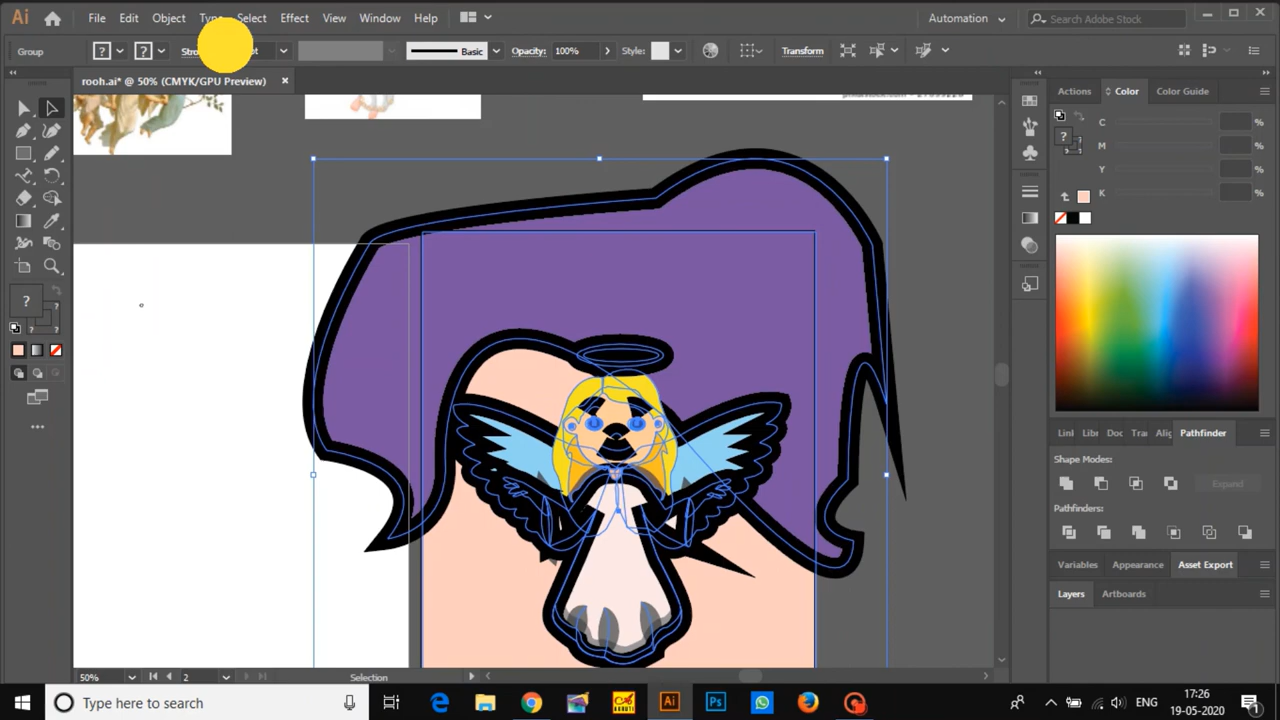 Ai File Edit Object Type Select Effect View Window Help Automation Search Adobe Stock
Group Basic Opacity: 100% Style: Transform
rooh.ai* @ 50% (CMYK/GPU Preview)
Actions Color Color Guide
C %
M %
Y %
K %
?
?
Pathfinder
Shape Modes:
Expand
Pathfinders:
Variables Appearance Asset Export
Layers Artboards
50% 2 Selection
Type here to search ENG 17:26
19-05-2020